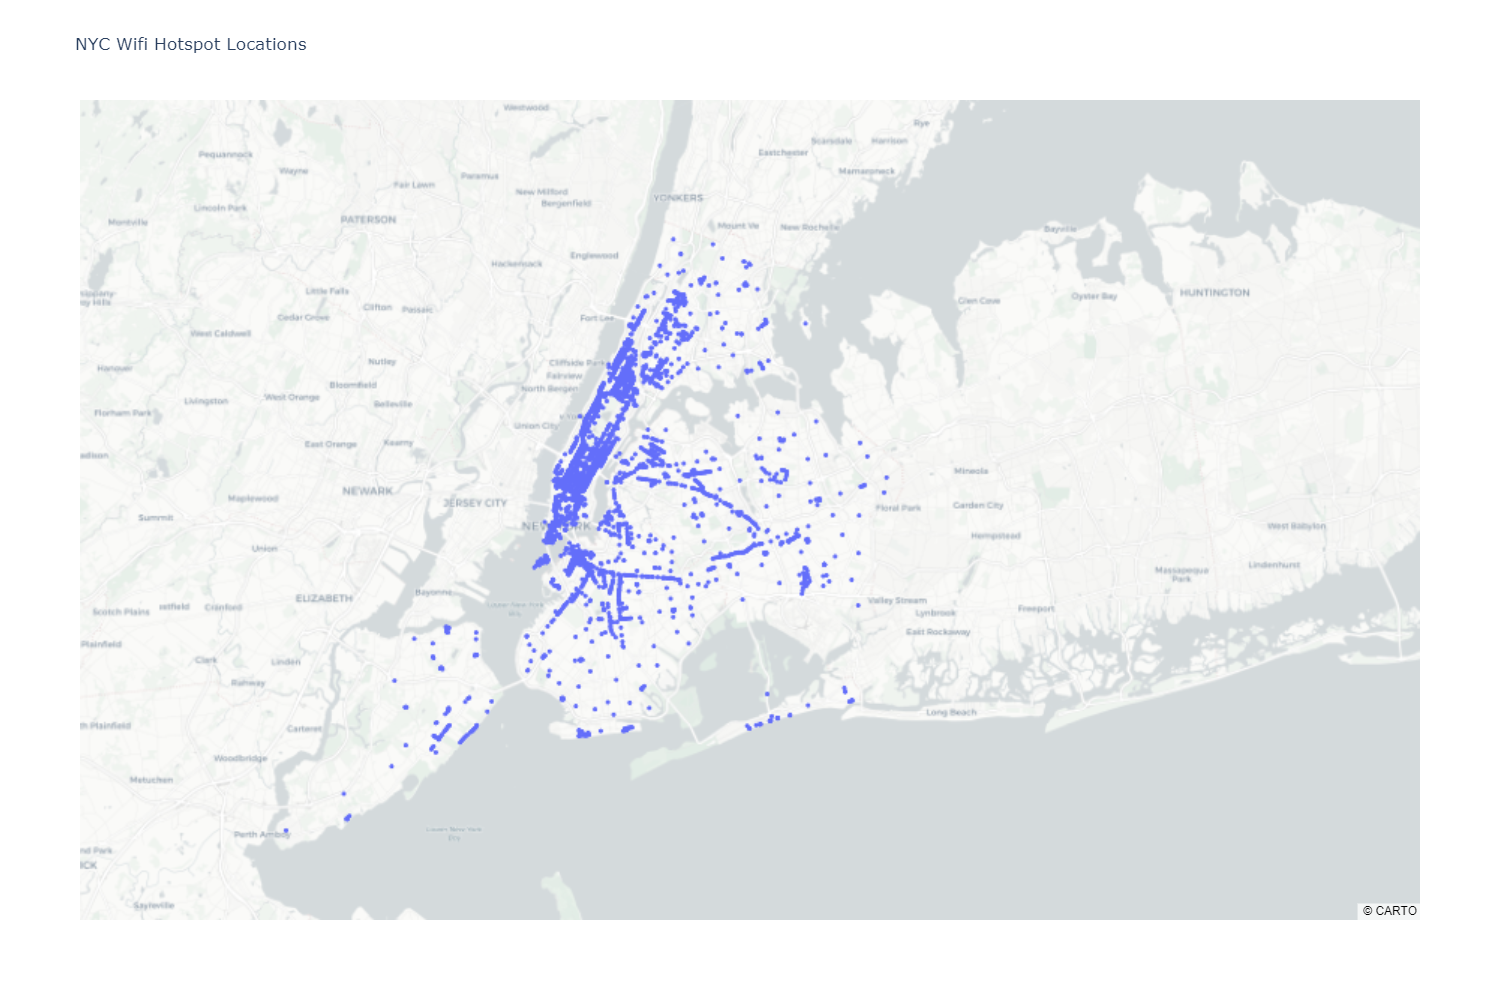 NYC Wifi Hotspot Locations
Westwood
Rye
Scarsdale
Harrison
Eastchester
Pequannock
Mamaroneck
Wayne
Paramus
Fair Lawn
New Milford
YONKERS
Bergenfield
Lincoln Park
PATERSON
Montville
Mount Ve
New Rochelle
Bayville
Englewood
Hackensack
Little Falls
HUNTINGTON
Oyster Bay
Glen Cove
Clifton
Passaic
Cedar Grove
Fort Lee
West Caldwell
Nutley
Cliffside Park
Hanover
Fairview
Bloomfield
North Bergen
West Orange
Livingston
Belleville
Florham Park
Union City
East Orange
Kearny
Mineola
NEWARK
Maplewood
JERSEY CITY
Garden City
Floral Park
Summit
NEW YORK
West Babylon
Hempstead
Union
Lindenhurst
Massapequa
Park
ELIZABETH
Bayonne
Valley Stream
Scotch Plains
Cranford
Freeport
Lynbrook
East Rockaway
Plainfield
Clark
Linden
Rahway
Long Beach
Carteret
Woodbridge
Metuchen
Perth Amboy
nd Park
ICK
Sayreville
© CARTO